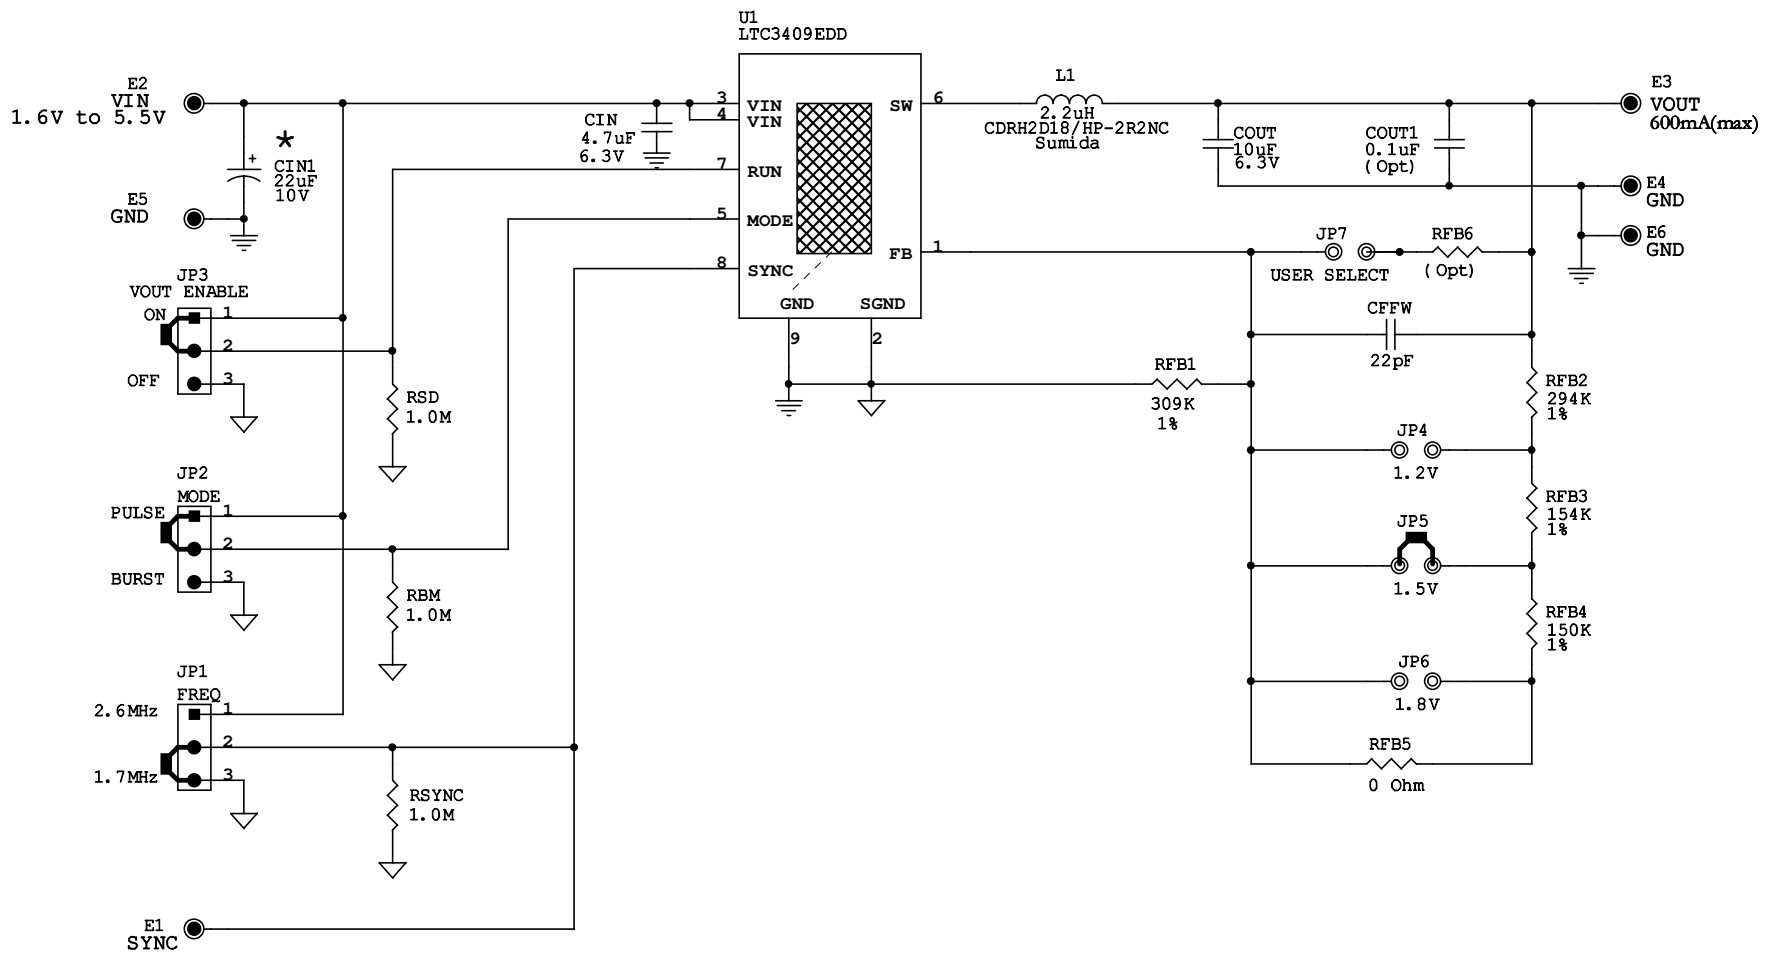 U1
LTC3409EDD
E2
VIN
1.6V to 5.5V
*
CIN1
22uF
10V
+
E5
GND
CIN
4.7uF
6.3V
3
4
7
5
8
VIN
VIN
RUN
MODE
SYNC
SW
FB
GND
SGND
6
1
9
2
L1
2.2uH
CDRH2D18/HP-2R2NC
Sumida
COUT
10uF
6.3V
COUT1
0.1uF
(Opt)
E3
VOUT
600mA(max)
E4
GND
E6
GND
JP7
USER SELECT
RFB6
(Opt)
CFFW
22pF
RFB1
309K
1%
RFB2
294K
1%
JP4
1.2V
RFB3
154K
1%
JP5
1.5V
RFB4
150K
1%
JP6
1.8V
RFB5
0 Ohm
JP3
VOUT ENABLE
ON
OFF
1
2
3
RSD
1.0M
JP2
MODE
PULSE
BURST
1
2
3
RBM
1.0M
JP1
FREQ
2.6MHz
1.7MHz
1
2
3
RSYNC
1.0M
E1
SYNC